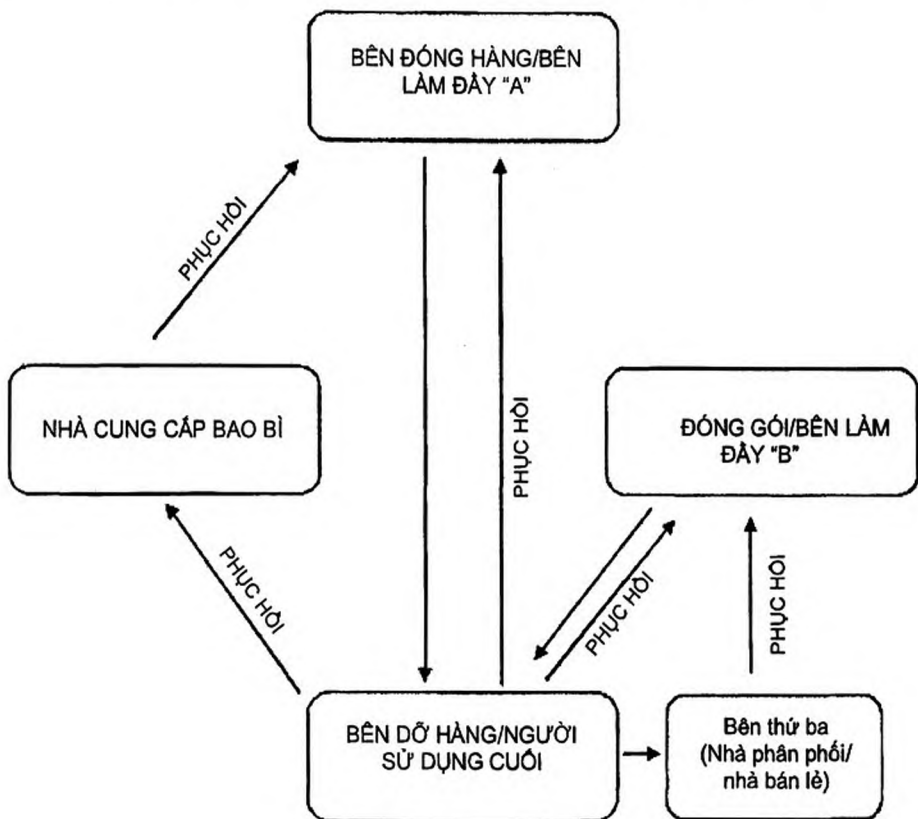 BÊN ĐÓNG HÀNG/BÊN
LÀM ĐẦY "A"
PHỤC HỒI
NHÀ CUNG CẤP BAO BÌ
PHỤC HỒI
ĐÓNG GÓI/BÊN LÀM
ĐẦY "B"
PHỤC HỒI
PHỤC HỒI
PHỤC HỒI
BÊN DỠ HÀNG/NGƯỜI
SỬ DỤNG CUỐI
Bên thứ ba
(Nhà phân phối/
nhà bán lẻ)